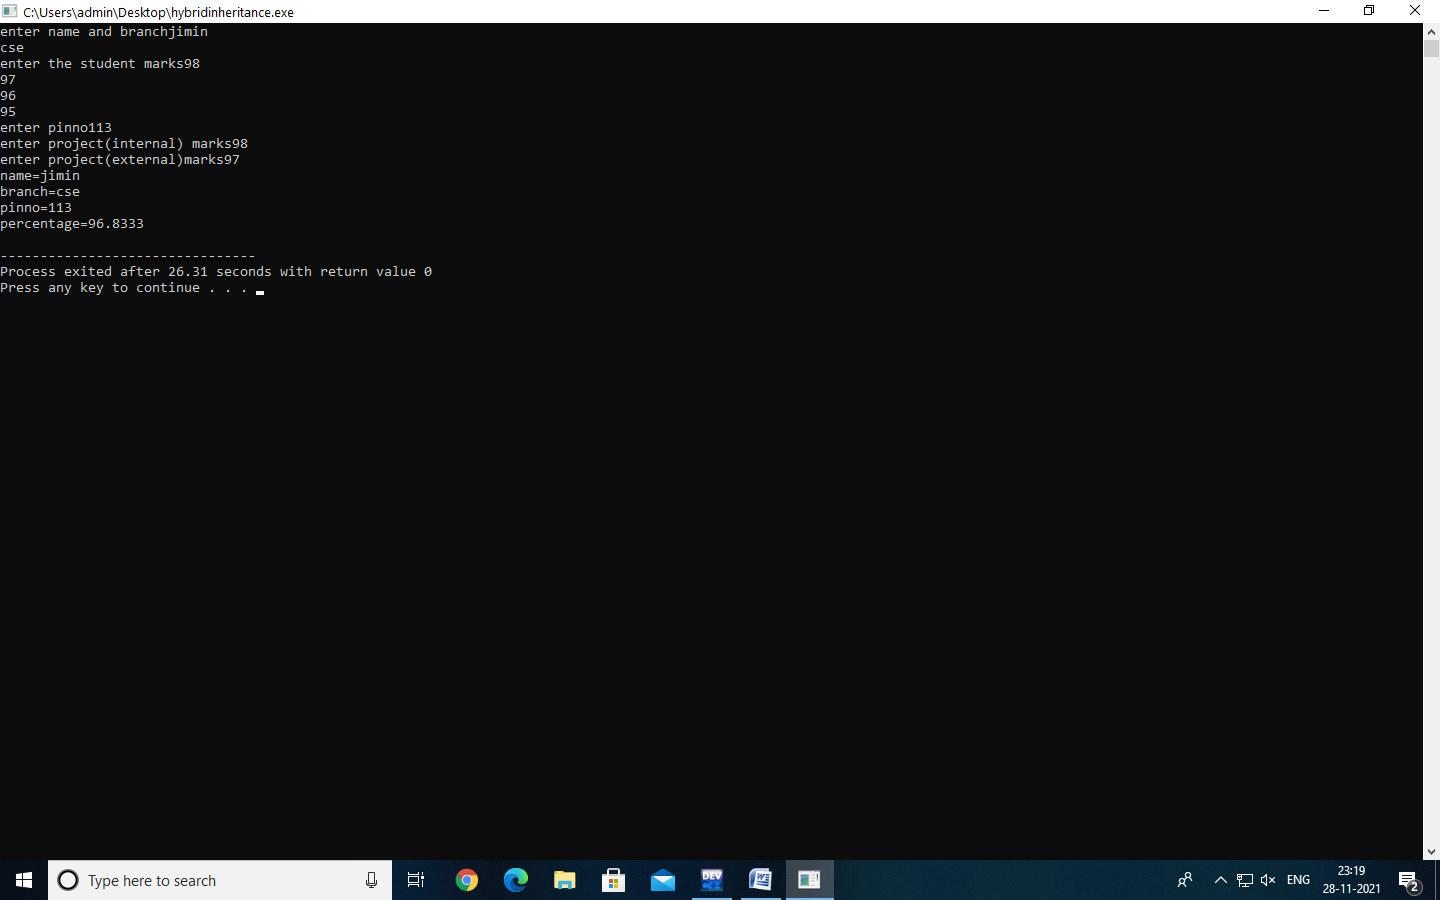 C:\Users\admin\Desktop\hybridinheritance.exe
enter name and branchjimin
cse
enter the student marks98
97
96
95
enter pinno113
enter project(internal) marks98
enter project(external)marks97
name=jimin
branch=cse
pinno=113
percentage=96.8333
--------------------------------
Process exited after 26.31 seconds with return value 0
Press any key to continue . . .
Type here to search
DEV
ENG
23:19
28-11-2021
2